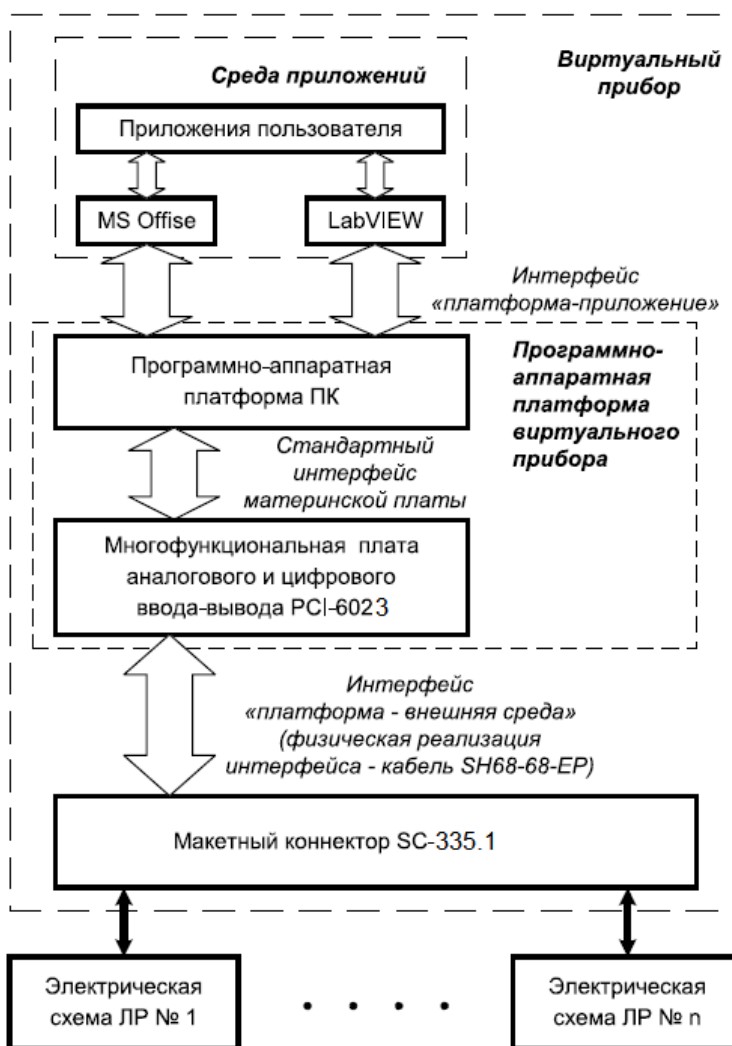 Среда приложений
Виртуальный
прибор
Приложения пользователя
MS Offise
LabVIEW
Интерфейс
«платформа-приложение»
Программно-аппаратная
платформа ПК
Программно-
аппаратная
платформа
виртуального
прибора
Стандартный
интерфейс
материнской платы
Многофункциональная плата
аналогового и цифрового
ввода-вывода PCI-6023
Интерфейс
«платформа - внешняя среда»
(физическая реализация
интерфейса - кабель SH68-68-EP)
Макетный коннектор SC-335.1
Электрическая
схема ЛР № 1
. . . .
Электрическая
схема ЛР № n